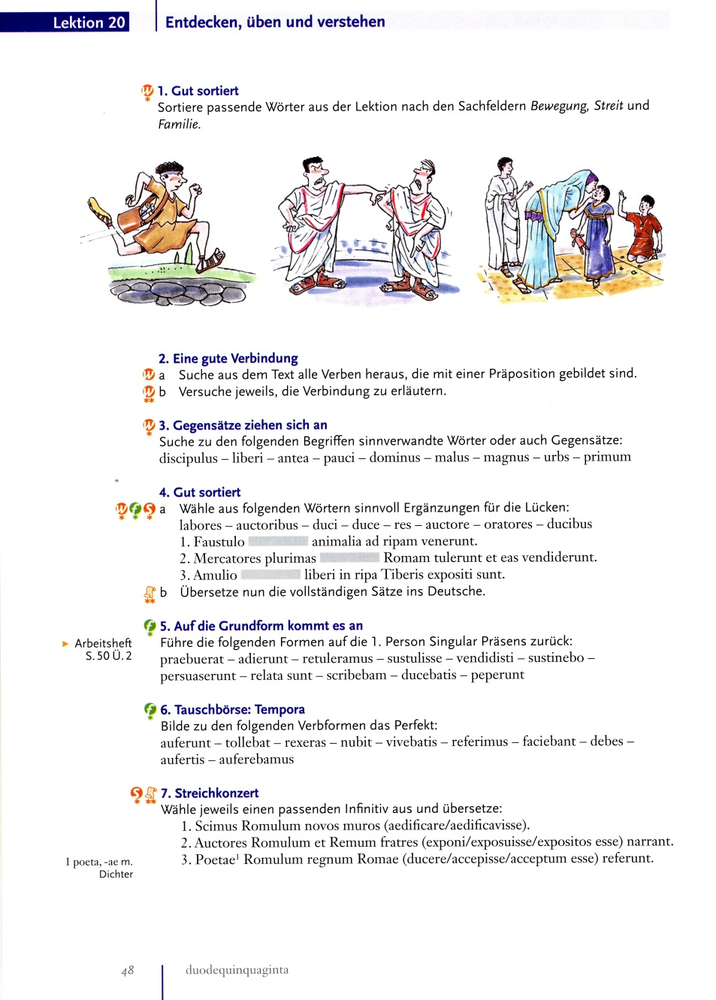 Lektion 20
Entdecken, üben und verstehen
1. Gut sortiert
Sortiere passende Wörter aus der Lektion nach den Sachfeldern Bewegung, Streit und
Familie.
2. Eine gute Verbindung
a Suche aus dem Text alle Verben heraus, die mit einer Präposition gebildet sind.
b Versuche jeweils, die Verbindung zu erläutern.
3. Gegensätze ziehen sich an
Suche zu den folgenden Begriffen sinnverwandte Wörter oder auch Gegensätze:
discipulus – liberi – antea – pauci – dominus – malus – magnus – urbs – primum
4. Gut sortiert
a Wähle aus folgenden Wörtern sinnvoll Ergänzungen für die Lücken:
labores – auctoribus – duci – duce – res – auctore – oratores – ducibus
1. Faustulo animalia ad ripam venerunt.
2. Mercatores plurimas Romam tulerunt et eas vendiderunt.
3. Amulio liberi in ripa Tiberis expositi sunt.
b Übersetze nun die vollständigen Sätze ins Deutsche.
5. Auf die Grundform kommt es an
► Arbeitsheft
S. 50 Ü. 2
Führe die folgenden Formen auf die 1. Person Singular Präsens zurück:
praebuerat – adierunt – retuleramus – sustulisse – vendidisti – sustinebo –
persuaserunt – relata sunt – scribebam – ducebatis – peperunt
6. Tauschbörse: Tempora
Bilde zu den folgenden Verbformen das Perfekt:
auferunt – tollebat – rexeras – nubit – vivebatis – referimus – faciebant – debes –
aufertis – auferebamus
7. Streichkonzert
Wähle jeweils einen passenden Infinitiv aus und übersetze:
1. Scimus Romulum novos muros (aedificare/aedificavisse).
2. Auctores Romulum et Remum fratres (exponi/exposuisse/expositos esse) narrant.
3. Poetae¹ Romulum regnum Romae (ducere/accepisse/acceptum esse) referunt.
1 poeta, -ae m.
Dichter
48
duodequinquaginta